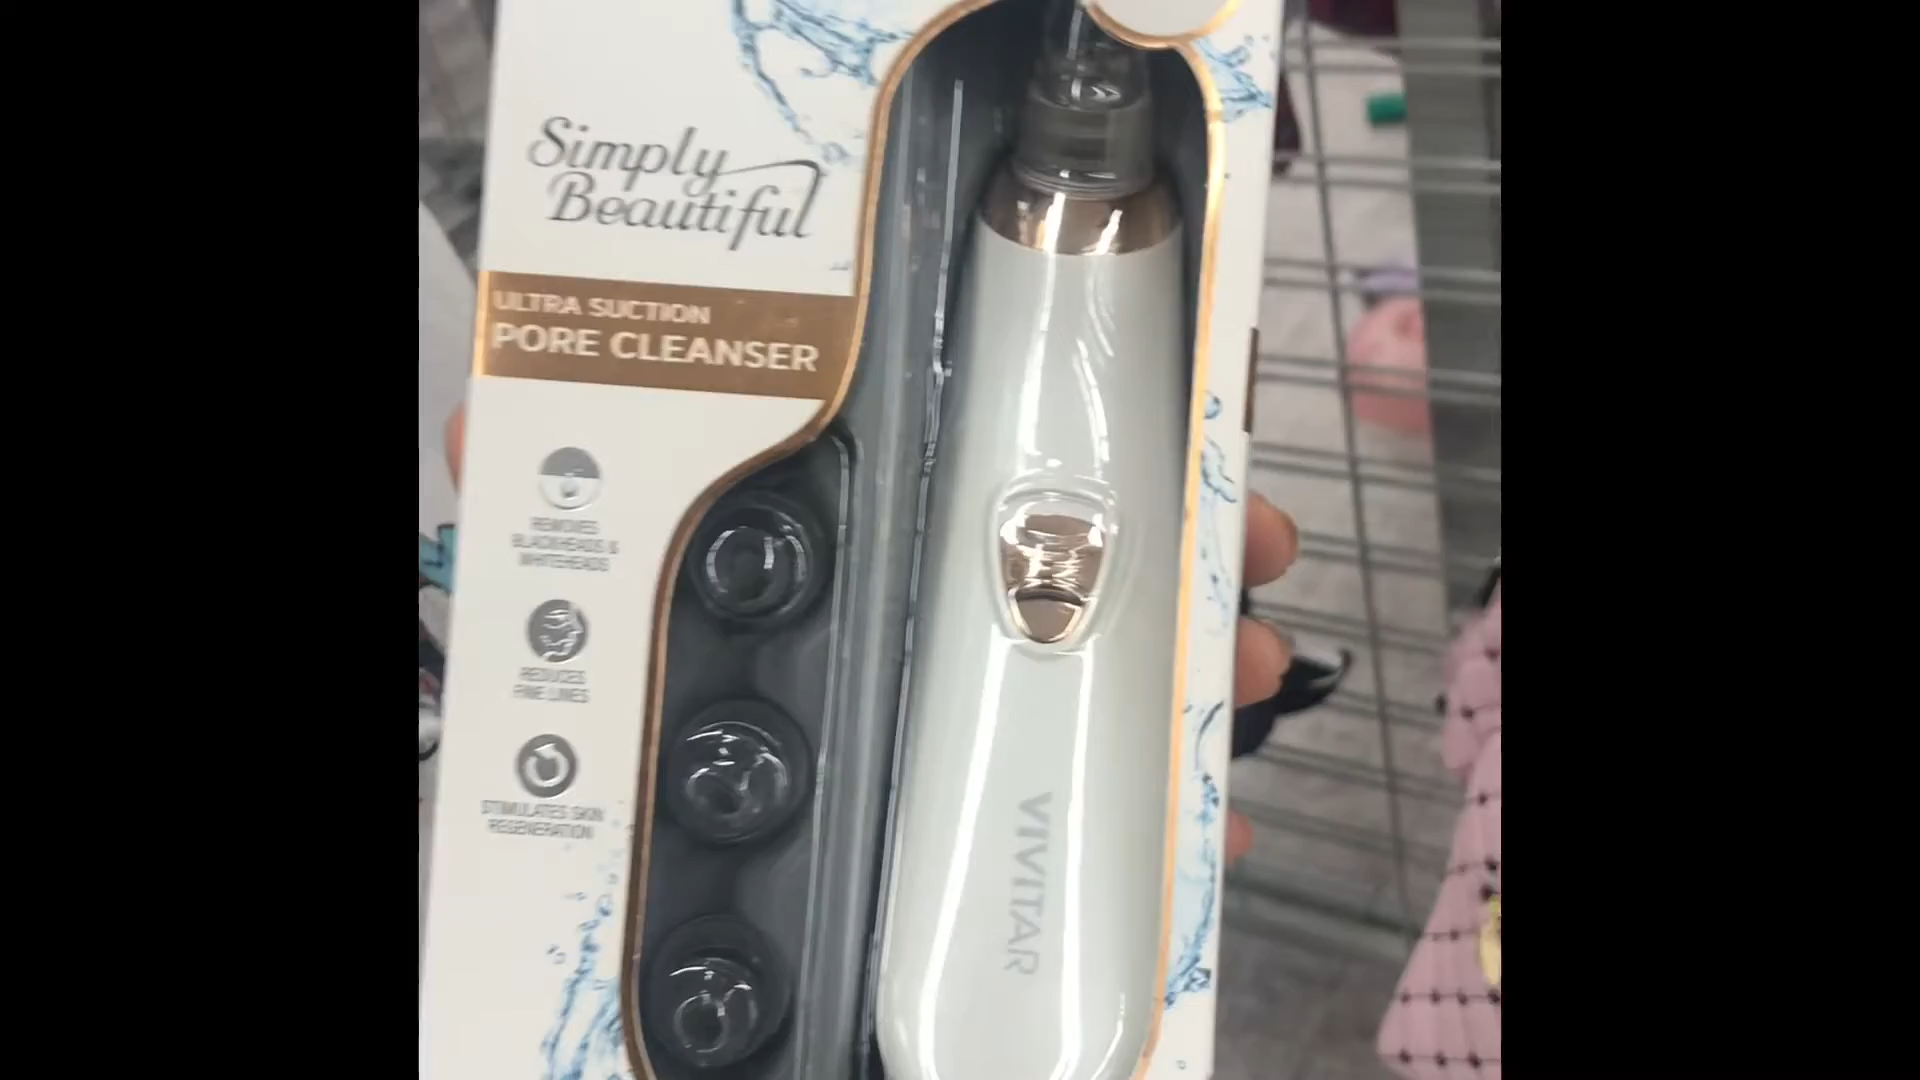 Simply
Beautiful
ULTRA SUCTION
PORE CLEANSER
REMOVES
BLACKHEADS &
WHITEHEADS
REDUCES
FINE LINES
STIMULATES SKIN
REGENERATION
VIVITAR